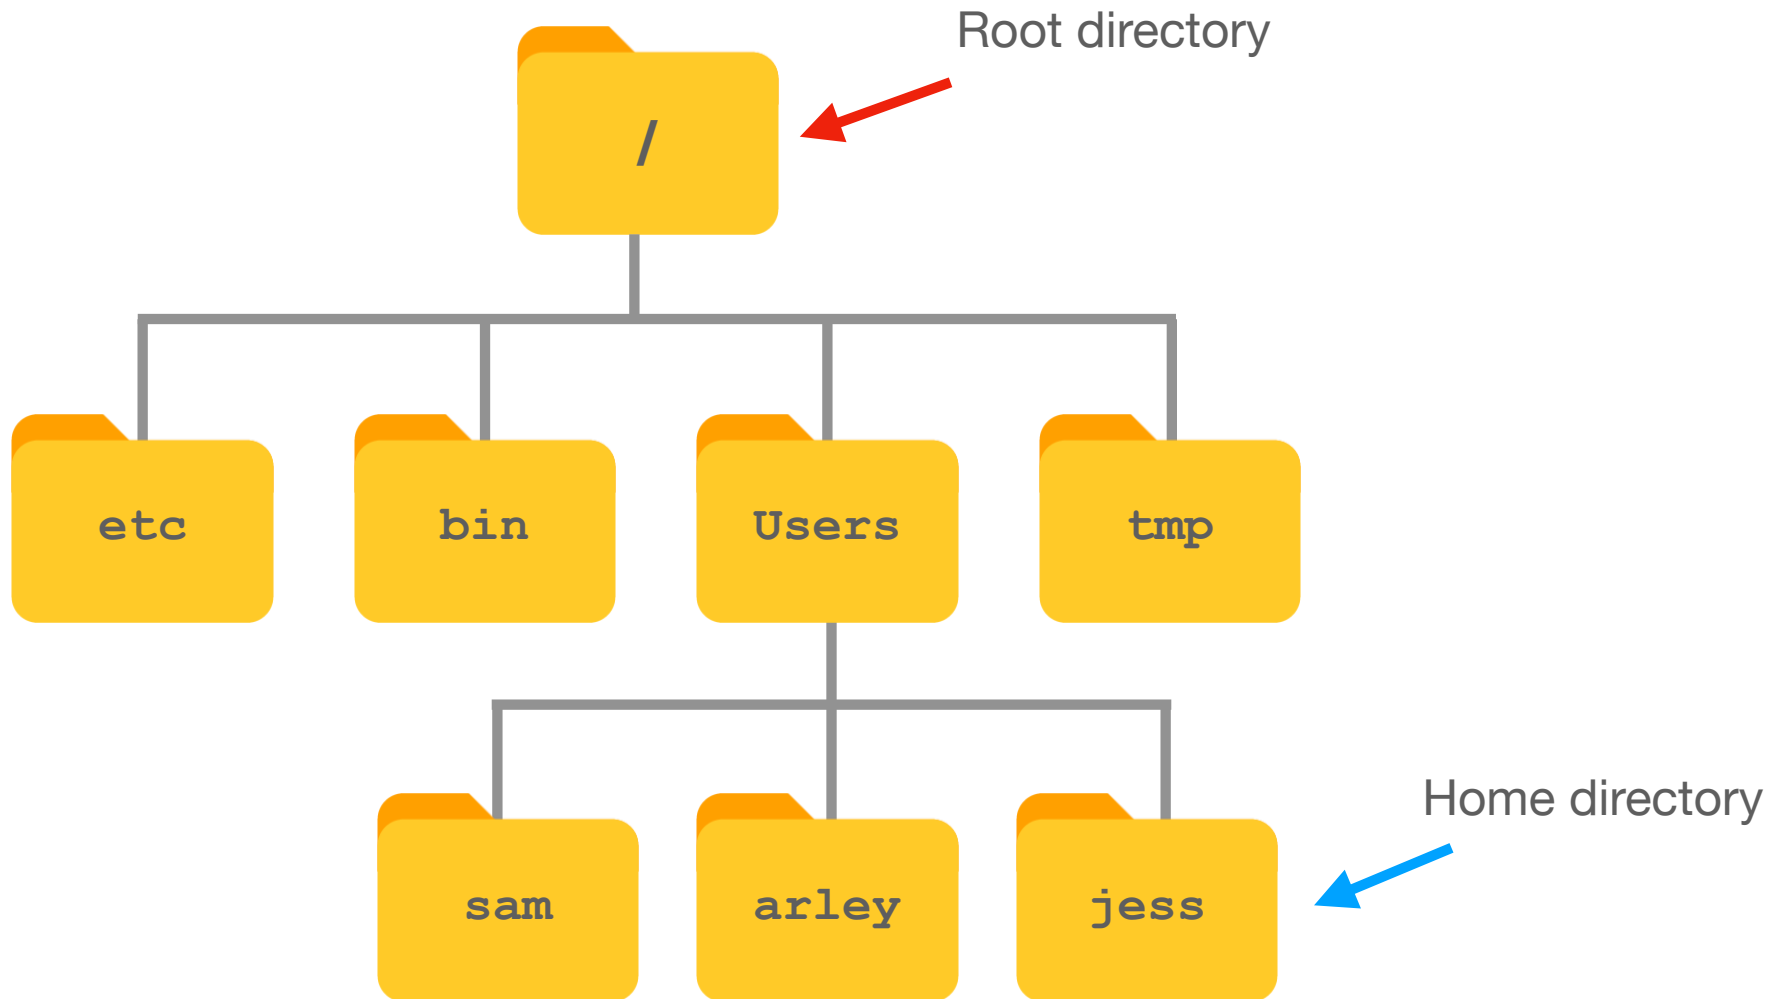 Root directory
/
etc
bin
Users
tmp
Home directory
sam
arley
jess